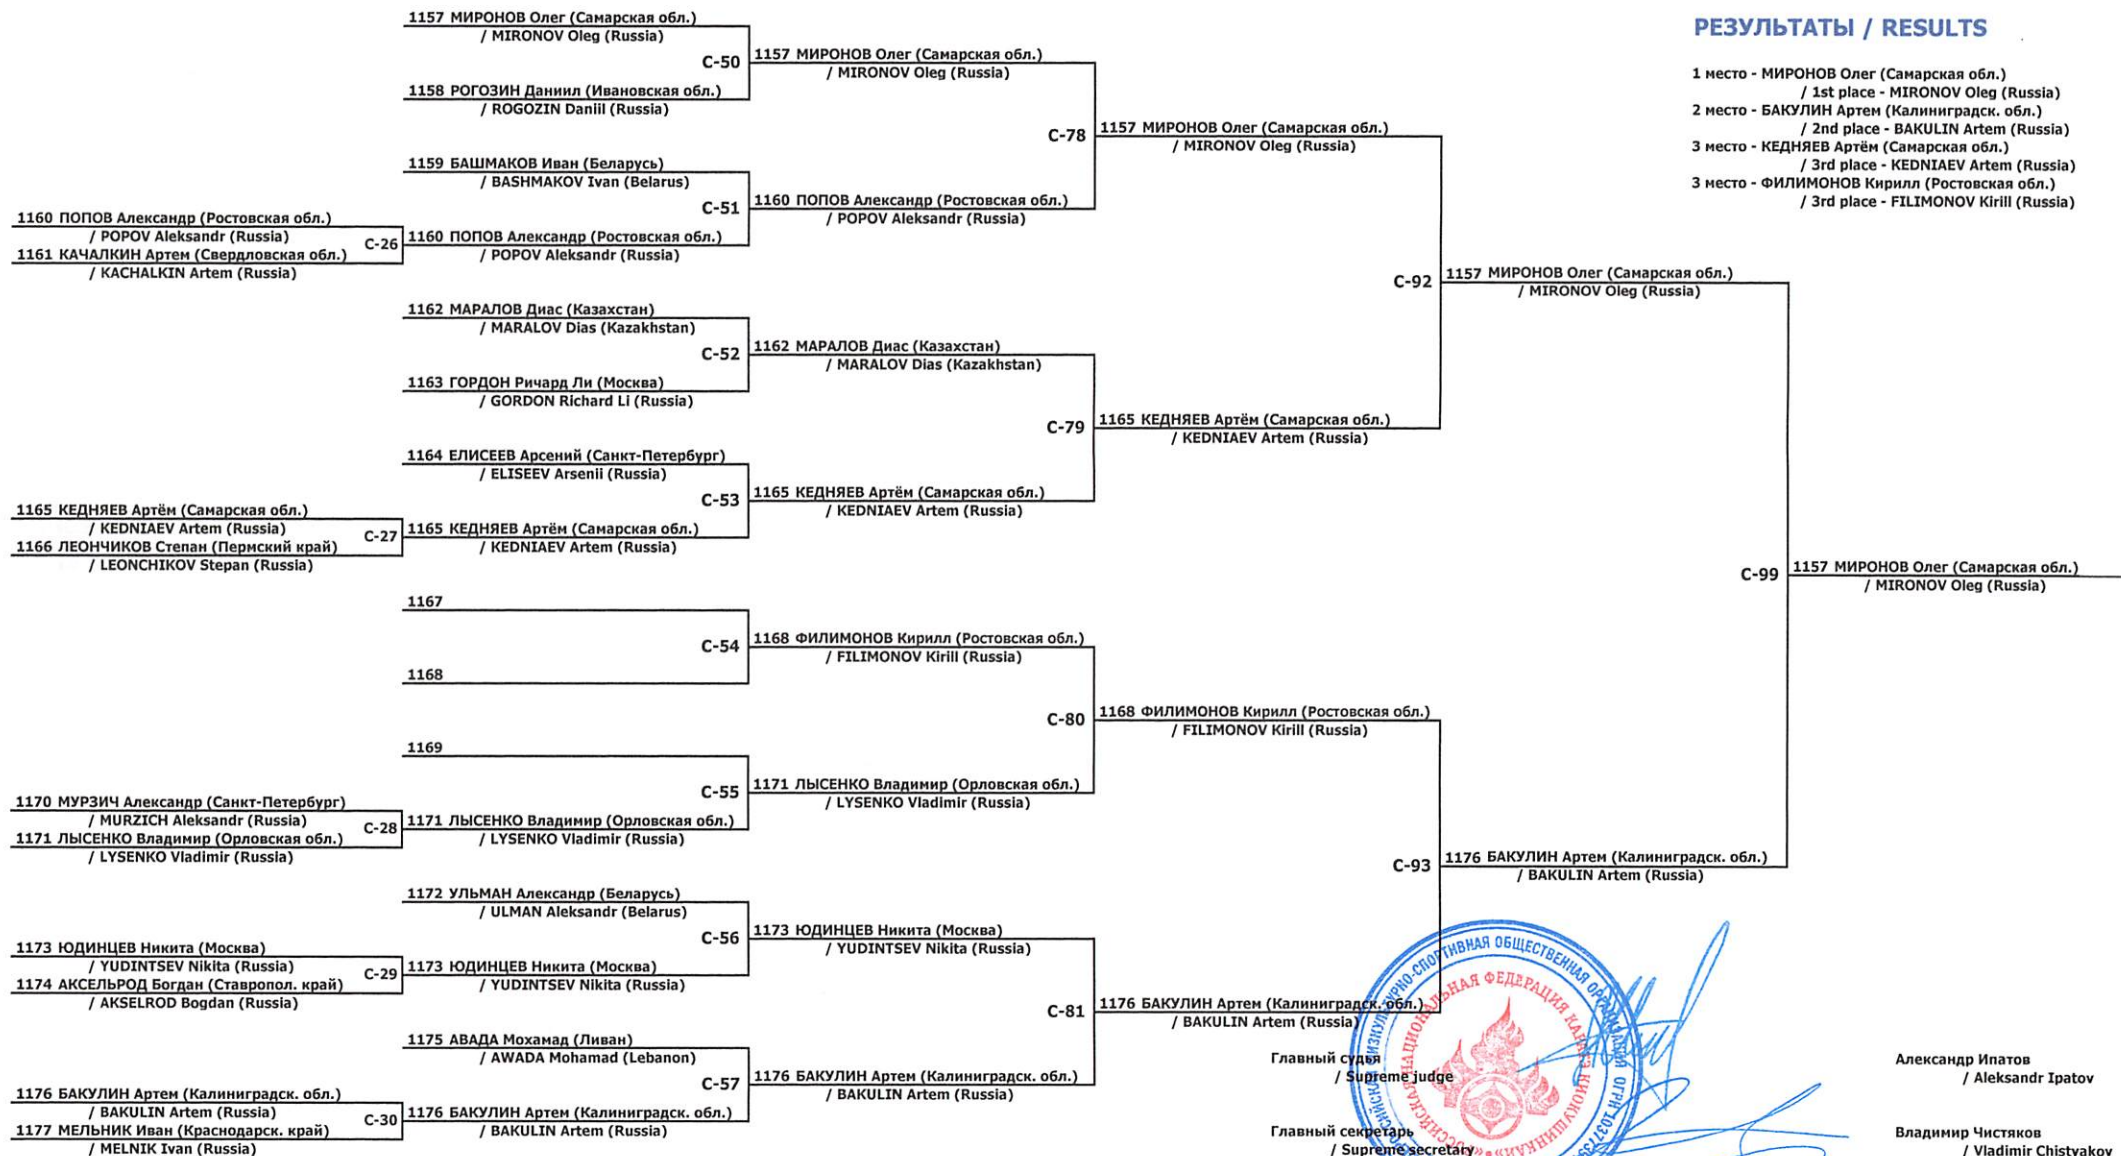 1157 МИРОНОВ Олег (Самарская обл.)
/ MIRONOV Oleg (Russia)
C-50
1158 РОГОЗИН Даниил (Ивановская обл.)
/ ROGOZIN Daniil (Russia)
1159 БАШМАКОВ Иван (Беларусь)
/ BASHMAKOV Ivan (Belarus)
C-51
1160 ПОПОВ Александр (Ростовская обл.)
/ POPOV Aleksandr (Russia)
C-26
1161 КАЧАЛКИН Артем (Свердловская обл.)
/ KACHALKIN Artem (Russia)
1160 ПОПОВ Александр (Ростовская обл.)
/ POPOV Aleksandr (Russia)
1162 МАРАЛОВ Диас (Казахстан)
/ MARALOV Dias (Kazakhstan)
C-52
1163 ГОРДОН Ричард Ли (Москва)
/ GORDON Richard Li (Russia)
1164 ЕЛИСЕЕВ Арсений (Санкт-Петербург)
/ ELISEEV Arsenii (Russia)
C-53
1165 КЕДНЯЕВ Артём (Самарская обл.)
/ KEDNIAEV Artem (Russia)
C-27
1166 ЛЕОНЧИКОВ Степан (Пермский край)
/ LEONCHIKOV Stepan (Russia)
1165 КЕДНЯЕВ Артём (Самарская обл.)
/ KEDNIAEV Artem (Russia)
1167
C-54
1168
1169
C-55
1170 МУРЗИЧ Александр (Санкт-Петербург)
/ MURZICH Aleksandr (Russia)
C-28
1171 ЛЫСЕНКО Владимир (Орловская обл.)
/ LYSENKO Vladimir (Russia)
1171 ЛЫСЕНКО Владимир (Орловская обл.)
/ LYSENKO Vladimir (Russia)
1172 УЛЬМАН Александр (Беларусь)
/ ULMAN Aleksandr (Belarus)
C-56
1173 ЮДИНЦЕВ Никита (Москва)
/ YUDINTSEV Nikita (Russia)
C-29
1174 АКСЕЛЬРОД Богдан (Ставропол. край)
/ AKSELROD Bogdan (Russia)
1173 ЮДИНЦЕВ Никита (Москва)
/ YUDINTSEV Nikita (Russia)
1175 АВАДА Мохамад (Ливан)
/ AWADA Mohamad (Lebanon)
C-57
1176 БАКУЛИН Артем (Калиниградск. обл.)
/ BAKULIN Artem (Russia)
C-30
1177 МЕЛЬНИК Иван (Краснодарск. край)
/ MELNIK Ivan (Russia)
1176 БАКУЛИН Артем (Калиниградск. обл.)
/ BAKULIN Artem (Russia)
1157 МИРОНОВ Олег (Самарская обл.)
/ MIRONOV Oleg (Russia)
C-78
1160 ПОПОВ Александр (Ростовская обл.)
/ POPOV Aleksandr (Russia)
1162 МАРАЛОВ Диас (Казахстан)
/ MARALOV Dias (Kazakhstan)
C-79
1165 КЕДНЯЕВ Артём (Самарская обл.)
/ KEDNIAEV Artem (Russia)
1168 ФИЛИМОНОВ Кирилл (Ростовская обл.)
/ FILIMONOV Kirill (Russia)
C-80
1171 ЛЫСЕНКО Владимир (Орловская обл.)
/ LYSENKO Vladimir (Russia)
1173 ЮДИНЦЕВ Никита (Москва)
/ YUDINTSEV Nikita (Russia)
C-81
1176 БАКУЛИН Артем (Калиниградск. обл.)
/ BAKULIN Artem (Russia)
1157 МИРОНОВ Олег (Самарская обл.)
/ MIRONOV Oleg (Russia)
C-92
1165 КЕДНЯЕВ Артём (Самарская обл.)
/ KEDNIAEV Artem (Russia)
1168 ФИЛИМОНОВ Кирилл (Ростовская обл.)
/ FILIMONOV Kirill (Russia)
C-93
1176 БАКУЛИН Артем (Калиниградск. обл.)
/ BAKULIN Artem (Russia)
1157 МИРОНОВ Олег (Самарская обл.)
/ MIRONOV Oleg (Russia)
C-99
1176 БАКУЛИН Артем (Калиниградск. обл.)
/ BAKULIN Artem (Russia)
1157 МИРОНОВ Олег (Самарская обл.)
/ MIRONOV Oleg (Russia)
РЕЗУЛЬТАТЫ / RESULTS
1 место - МИРОНОВ Олег (Самарская обл.)
/ 1st place - MIRONOV Oleg (Russia)
2 место - БАКУЛИН Артем (Калиниградск. обл.)
/ 2nd place - BAKULIN Artem (Russia)
3 место - КЕДНЯЕВ Артём (Самарская обл.)
/ 3rd place - KEDNIAEV Artem (Russia)
3 место - ФИЛИМОНОВ Кирилл (Ростовская обл.)
/ 3rd place - FILIMONOV Kirill (Russia)
Главный судья
/ Supreme judge
Александр Ипатов
/ Aleksandr Ipatov
Главный секретарь
/ Supreme secretary
Владимир Чистяков
/ Vladimir Chistyakov
ФИЗКУЛЬТУРНО-СПОРТИВНАЯ ОБЩЕСТВЕННАЯ ОРГАНИЗАЦИЯ ОГРН
НАЦИОНАЛЬНАЯ ФЕДЕРАЦИЯ КАРАТЭ КИОКУШИНКАЙ